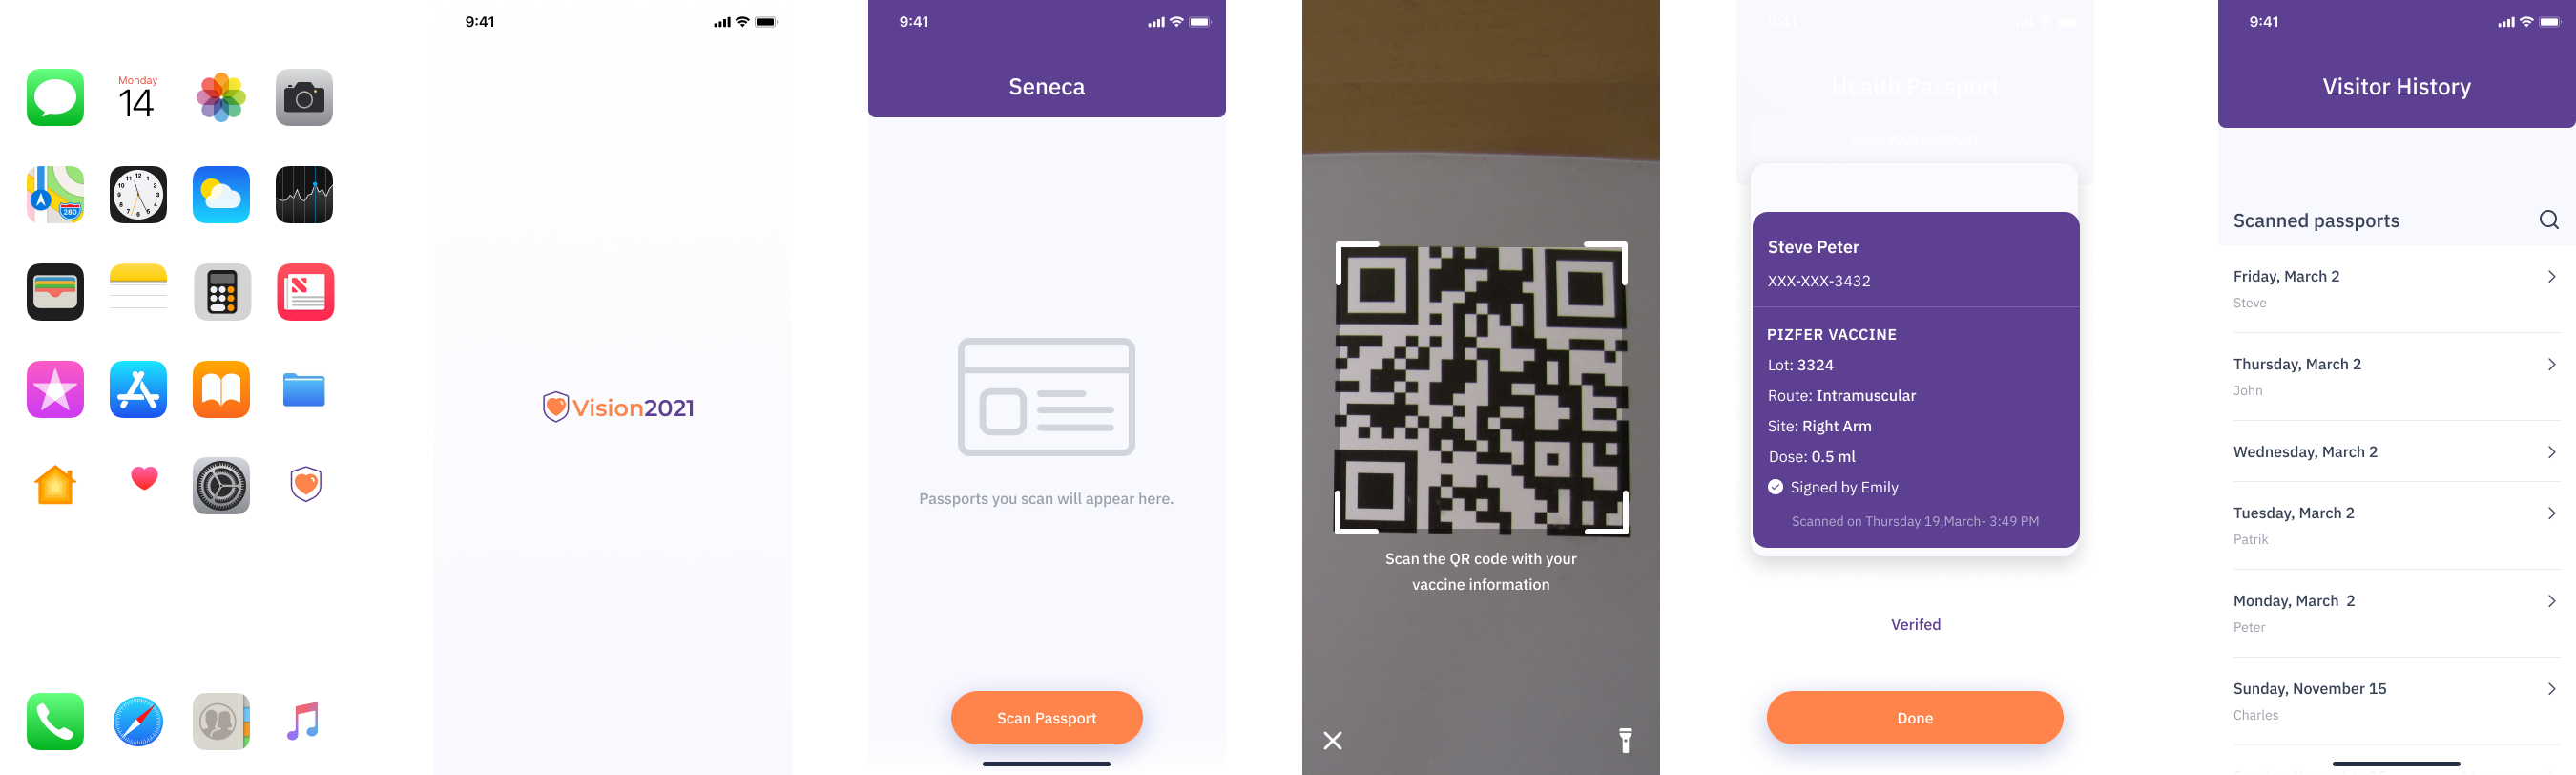 Monday
14
280
9:41
Vision2021
9:41
Seneca
Passports you scan will appear here.
Scan Passport
Scan the QR code with your
vaccine information
9:41
Health Passport
Steve Peter
XXX-XXX-3432
PIZFER VACCINE
Lot: 3324
Route: Intramuscular
Site: Right Arm
Dose: 0.5 ml
Signed by Emily
Scanned on Thursday 19,March- 3:49 PM
Verifed
Done
9:41
Visitor History
Scanned passports
Friday, March 2
Steve
Thursday, March 2
John
Wednesday, March 2
Tuesday, March 2
Patrik
Monday, March 2
Peter
Sunday, November 15
Charles